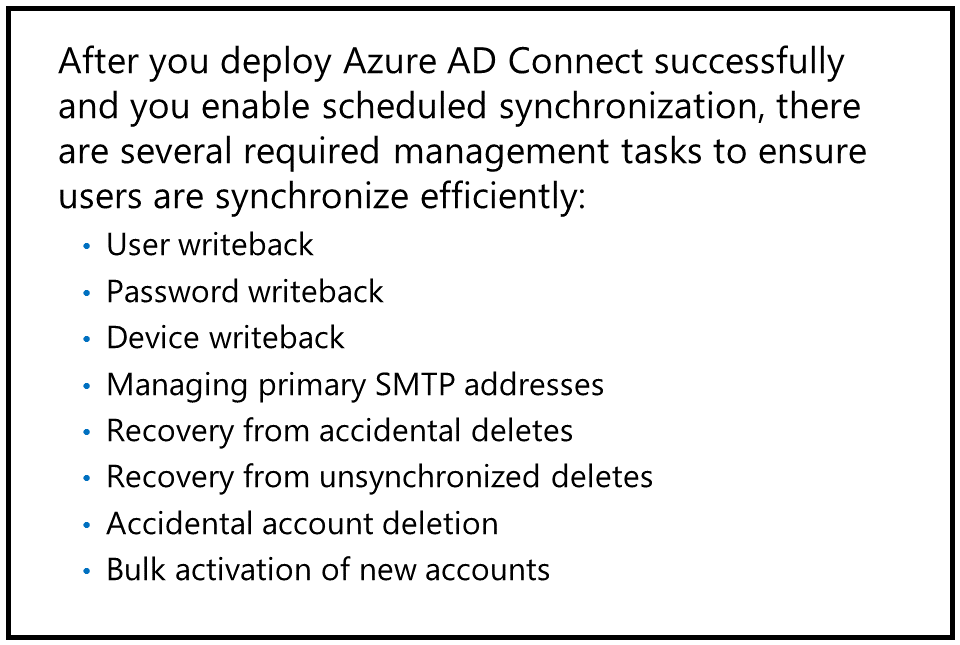 After you deploy Azure AD Connect successfully
and you enable scheduled synchronization, there
are several required management tasks to ensure
users are synchronize efficiently:
• User writeback
• Password writeback
• Device writeback
• Managing primary SMTP addresses
• Recovery from accidental deletes
• Recovery from unsynchronized deletes
• Accidental account deletion
• Bulk activation of new accounts